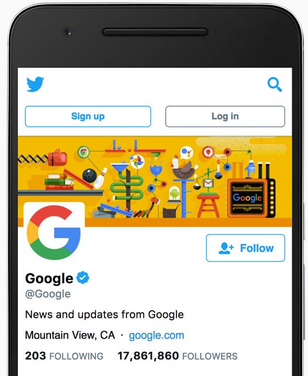 Sign up
Log in
Google
G
Follow
Google
@Google
News and updates from Google
Mountain View, CA · google.com
203 FOLLOWING 17,861,860 FOLLOWERS